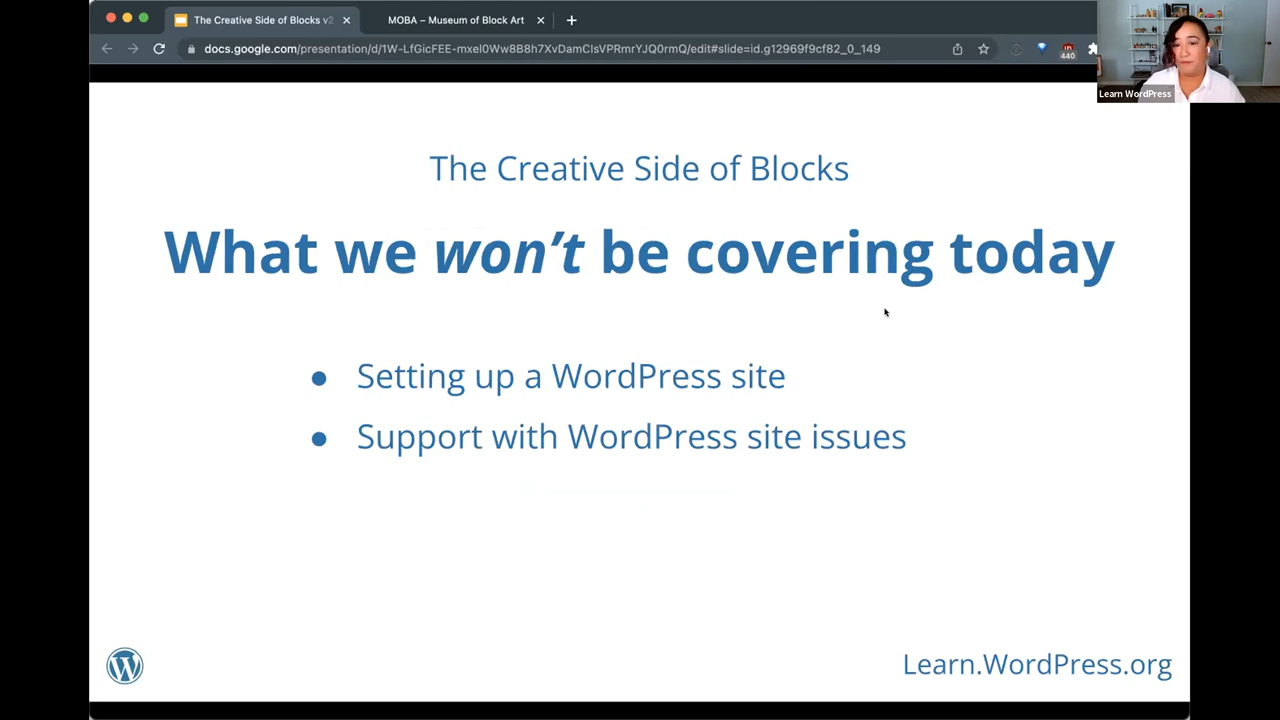 The Creative Side of Blocks v2
MOBA – Museum of Block Art
docs.google.com/presentation/d/1W-LfGicFEE-mxel0Ww8B8h7XvDamClsVPRmrYJQ0rmQ/edit#slide=id.g12969f9cf82_0_149
440
Learn WordPress
The Creative Side of Blocks
What we won't be covering today
● Setting up a WordPress site
● Support with WordPress site issues
Learn.WordPress.org